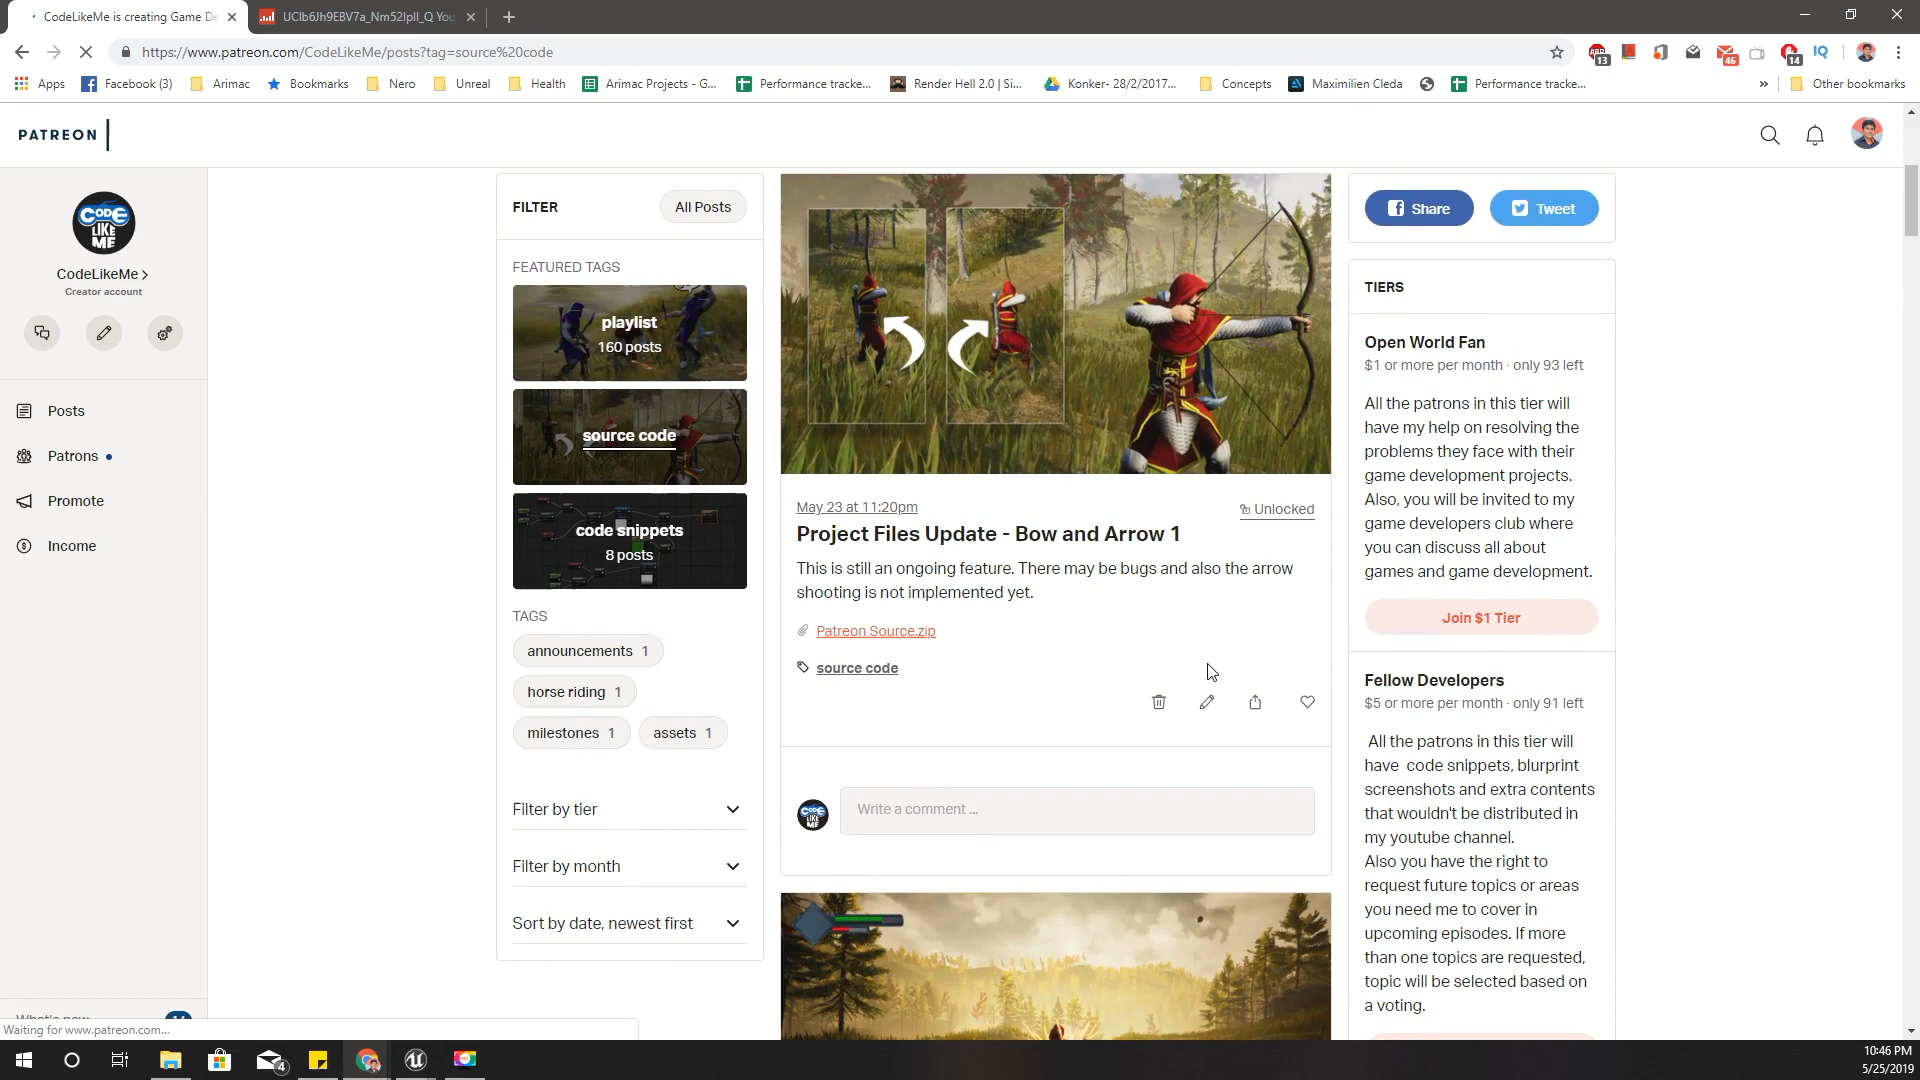 CodeLikeMe is creating Game De
UClb6Jh9EBV7a_Nm52IpIl_Q You
https://www.patreon.com/CodeLikeMe/posts?tag=source%20code
13
46
14
Apps
Facebook (3)
Arimac
Bookmarks
Nero
Unreal
Health
Arimac Projects - G...
Performance tracke...
Render Hell 2.0 | Si...
Konker- 28/2/2017...
Concepts
Maximilien Cleda
Performance tracke...
Other bookmarks
PATREON
CODE
LIKE
ME
CodeLikeMe
Creator account
Posts
Patrons
Promote
Income
14
Waiting for www.patreon.com...
FILTER
All Posts
FEATURED TAGS
playlist
160 posts
source code
code snippets
8 posts
TAGS
announcements 1
horse riding 1
milestones 1
assets 1
Filter by tier
Filter by month
Sort by date, newest first
May 23 at 11:20pm
Unlocked
Project Files Update - Bow and Arrow 1
This is still an ongoing feature. There may be bugs and also the arrow
shooting is not implemented yet.
Patreon Source.zip
source code
CODE
LIKE
ME
Write a comment ...
Share
Tweet
TIERS
Open World Fan
$1 or more per month · only 93 left
All the patrons in this tier will
have my help on resolving the
problems they face with their
game development projects.
Also, you will be invited to my
game developers club where
you can discuss all about
games and game development.
Join $1 Tier
Fellow Developers
$5 or more per month · only 91 left
All the patrons in this tier will
have code snippets, blurprint
screenshots and extra contents
that wouldn't be distributed in
my youtube channel.
Also you have the right to
request future topics or areas
you need me to cover in
upcoming episodes. If more
than one topics are requested,
topic will be selected based on
a voting.
4
10:46 PM
5/25/2019